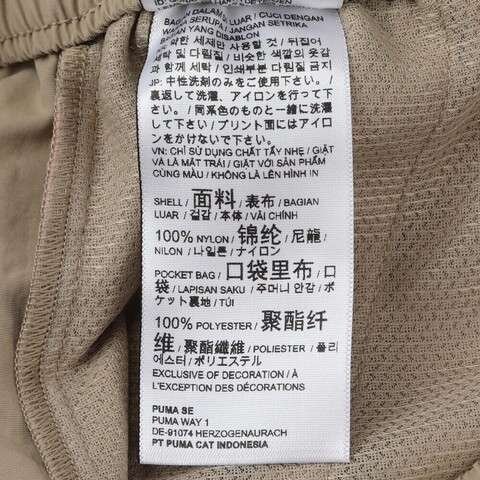 BAGIAN DALAM
BAGIA SERUPA / LUAR / CUCI DENGAN
WARNA YANG / JANGAN SETRIKA
WAIAN YANG DISABLON
약한 세제만 사용할 것 / 뒤집어
세탁 및 다림질 / 비슷한 색깔의 옷감
과 함께 세탁 / 인쇄부분 다림질 금지
JP: 中性洗剤のみをご使用下さい。 /
裏返して洗濯、アイロンを行って下
さい。 / 同系色のものと一緒に洗濯
して下さい / プリント面にはアイロ
ンをかけないで下さい。
VN: CHỈ SỬ DỤNG CHẤT TẨY NHẸ / GIẶT
VÀ LÀ MẶT TRÁI / GIẶT VỚI SẢN PHẨM
CÙNG MÀU / KHÔNG LÀ LÊN HÌNH IN
SHELL / 面料 / 表布 / BAGIAN
LUAR / 겉감 / 本体 / VẢI CHÍNH
100% NYLON / 锦纶 / 尼龍 /
NILON / 나일론 / ナイロン
POCKET BAG / 口袋里布 / 口
袋 / LAPISAN SAKU / 주머니 안감 / ポ
ケット裏地 / TÚI
100% POLYESTER / 聚酯纤
维 / 聚酯纖維 / POLIESTER / 폴리
에스터 / ポリエステル
EXCLUSIVE OF DECORATION / À
L'EXCEPTION DES DÉCORATIONS
PUMA SE
PUMA WAY 1
DE-91074 HERZOGENAURACH
PT PUMA CAT INDONESIA